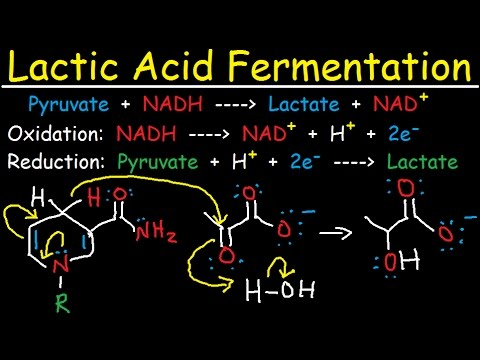 Lactic Acid Fermentation
Pyruvate + NADH ----> Lactate + NAD+
Oxidation: NADH ----> NAD+ + H+ + 2e-
Reduction: Pyruvate + H+ + 2e- ----> Lactate
H H O O O
NH2 O- O-
N O OH
R H-OH